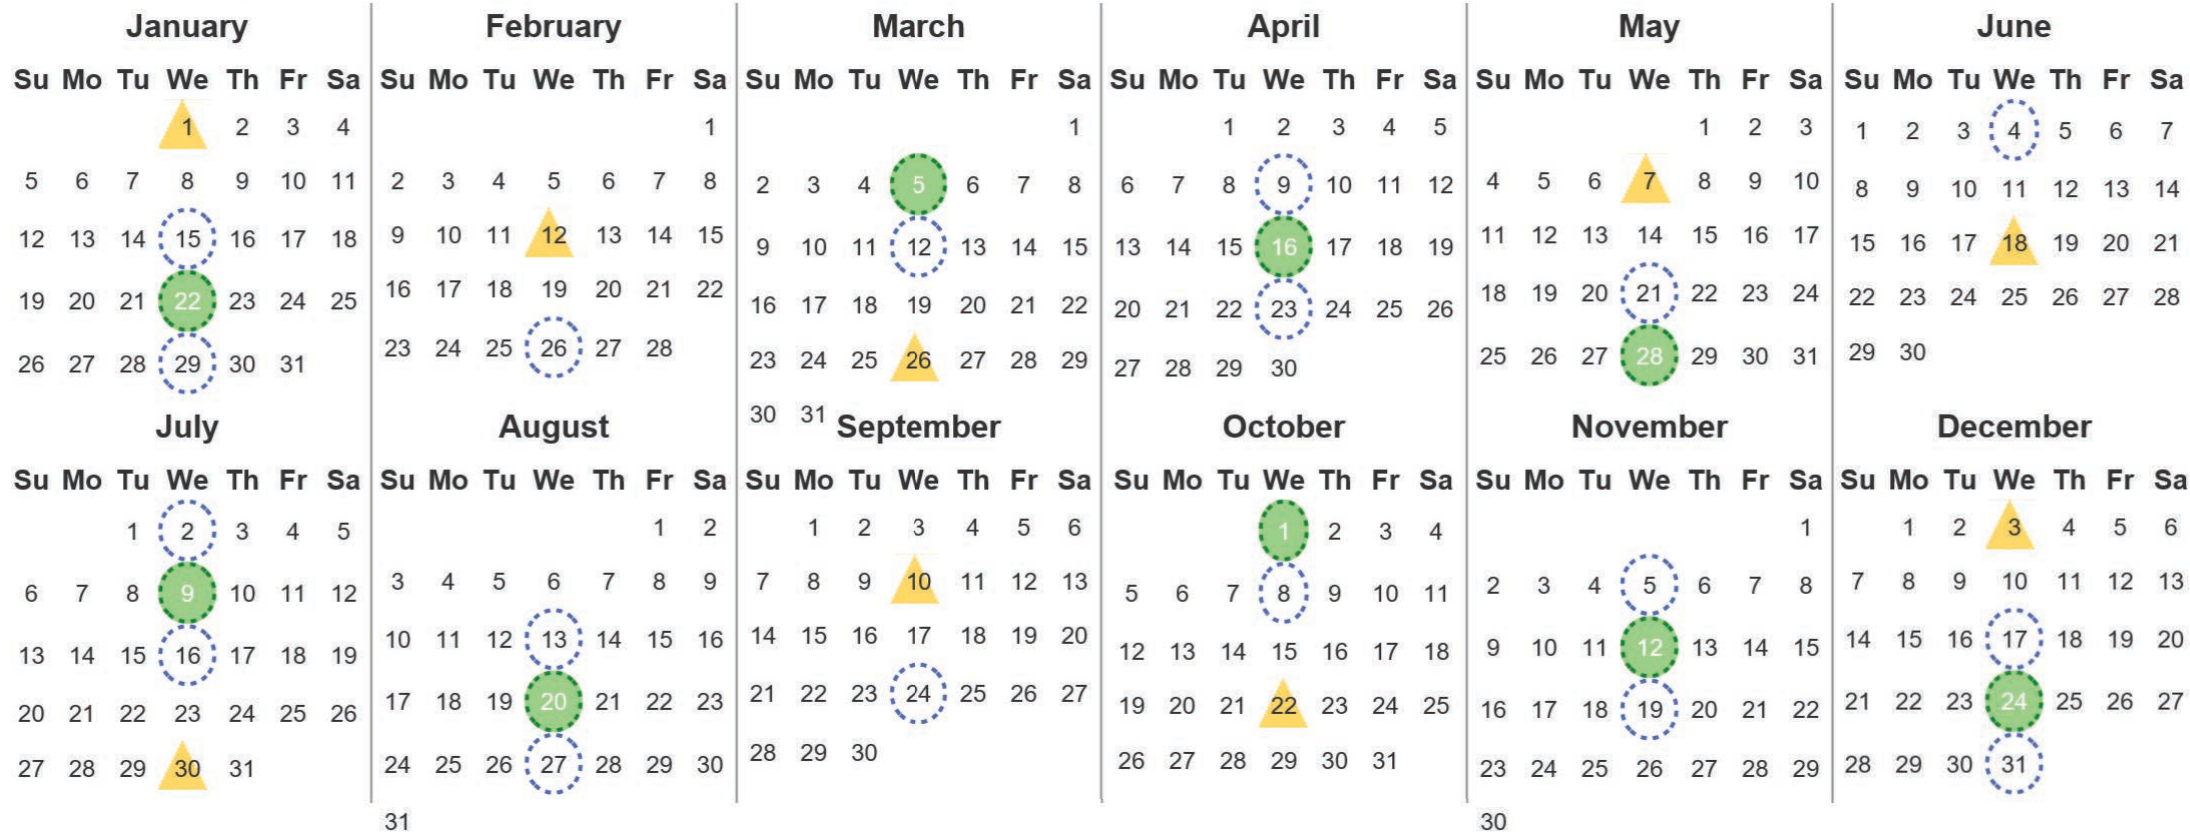 January
Su Mo Tu We Th Fr Sa
1 2 3 4
5 6 7 8 9 10 11
12 13 14 15 16 17 18
19 20 21 22 23 24 25
26 27 28 29 30 31
February
Su Mo Tu We Th Fr Sa
1
2 3 4 5 6 7 8
9 10 11 12 13 14 15
16 17 18 19 20 21 22
23 24 25 26 27 28
March
Su Mo Tu We Th Fr Sa
1
2 3 4 5 6 7 8
9 10 11 12 13 14 15
16 17 18 19 20 21 22
23 24 25 26 27 28 29
30 31
April
Su Mo Tu We Th Fr Sa
1 2 3 4 5
6 7 8 9 10 11 12
13 14 15 16 17 18 19
20 21 22 23 24 25 26
27 28 29 30
May
Su Mo Tu We Th Fr Sa
1 2 3
4 5 6 7 8 9 10
11 12 13 14 15 16 17
18 19 20 21 22 23 24
25 26 27 28 29 30 31
June
Su Mo Tu We Th Fr Sa
1 2 3 4 5 6 7
8 9 10 11 12 13 14
15 16 17 18 19 20 21
22 23 24 25 26 27 28
29 30
July
Su Mo Tu We Th Fr Sa
1 2 3 4 5
6 7 8 9 10 11 12
13 14 15 16 17 18 19
20 21 22 23 24 25 26
27 28 29 30 31
August
Su Mo Tu We Th Fr Sa
1 2
3 4 5 6 7 8 9
10 11 12 13 14 15 16
17 18 19 20 21 22 23
24 25 26 27 28 29 30
31
September
Su Mo Tu We Th Fr Sa
1 2 3 4 5 6
7 8 9 10 11 12 13
14 15 16 17 18 19 20
21 22 23 24 25 26 27
28 29 30
October
Su Mo Tu We Th Fr Sa
1 2 3 4
5 6 7 8 9 10 11
12 13 14 15 16 17 18
19 20 21 22 23 24 25
26 27 28 29 30 31
November
Su Mo Tu We Th Fr Sa
1
2 3 4 5 6 7 8
9 10 11 12 13 14 15
16 17 18 19 20 21 22
23 24 25 26 27 28 29
30
December
Su Mo Tu We Th Fr Sa
1 2 3 4 5 6
7 8 9 10 11 12 13
14 15 16 17 18 19 20
21 22 23 24 25 26 27
28 29 30 31